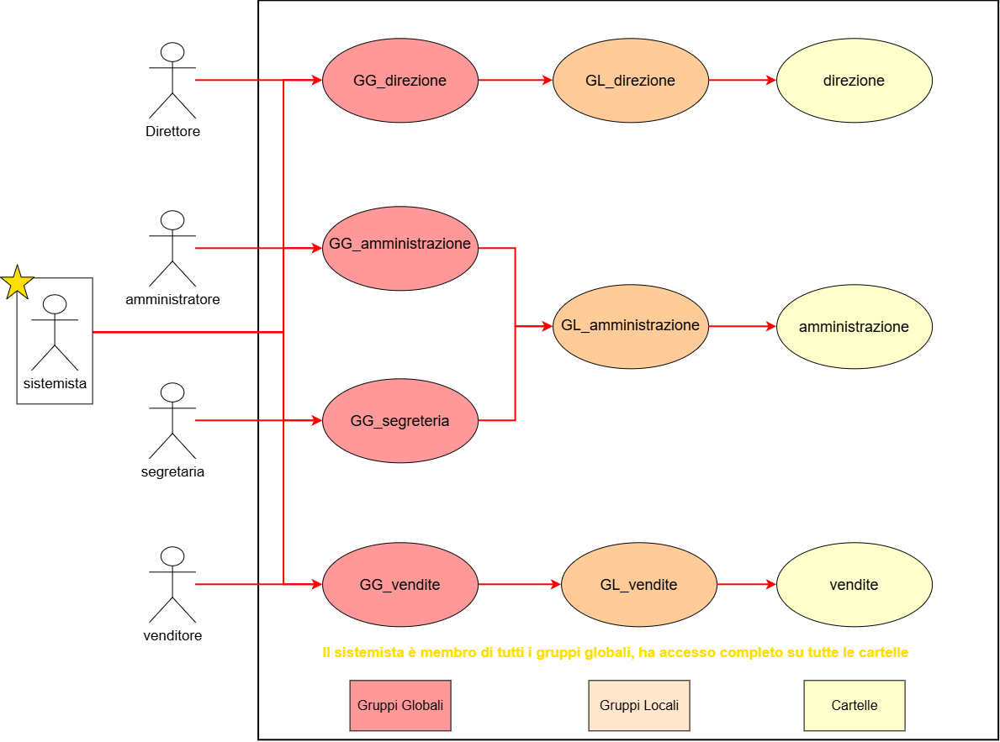 Direttore
GG_direzione
GL_direzione
direzione
amministratore
GG_amministrazione
GL_amministrazione
amministrazione
sistemista
segretaria
GG_segreteria
venditore
GG_vendite
GL_vendite
vendite
Il sistemista è membro di tutti i gruppi globali, ha accesso completo su tutte le cartelle
Gruppi Globali
Gruppi Locali
Cartelle